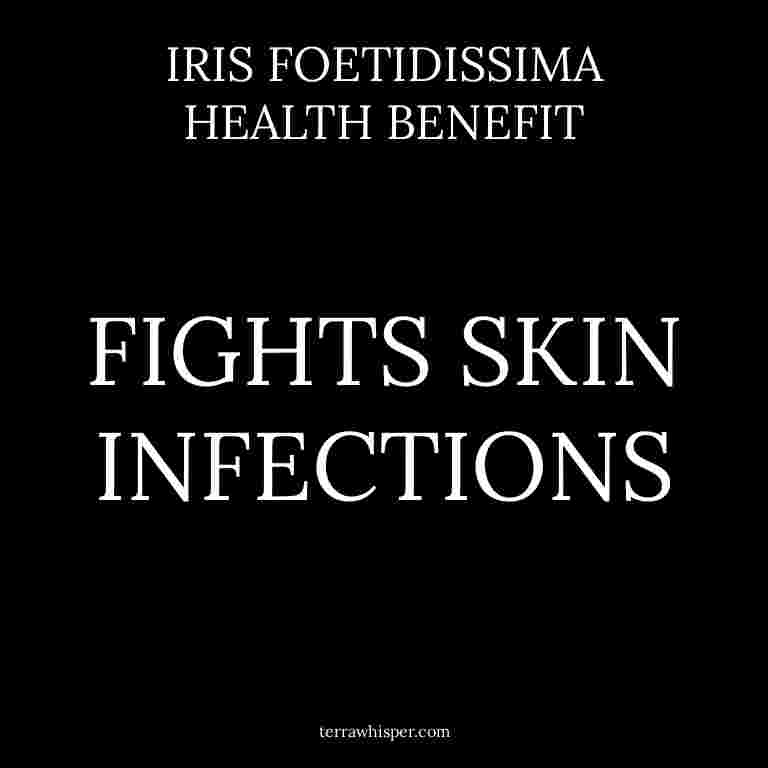 IRIS FOETIDISSIMA
HEALTH BENEFIT
FIGHTS SKIN
INFECTIONS
terrawhisper.com